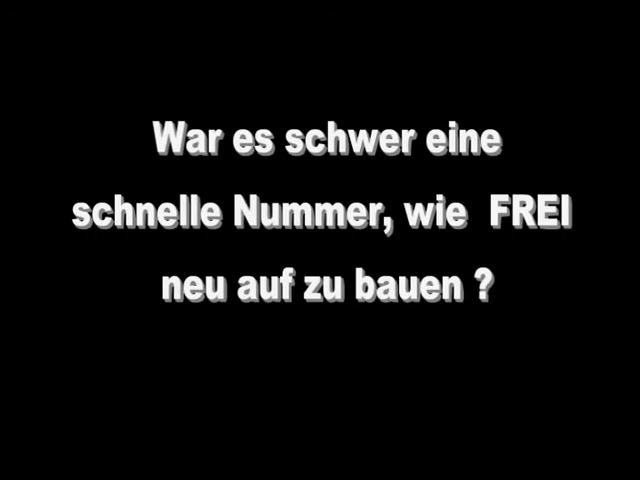 War es schwer eine
schnelle Nummer, wie FREI
neu auf zu bauen ?